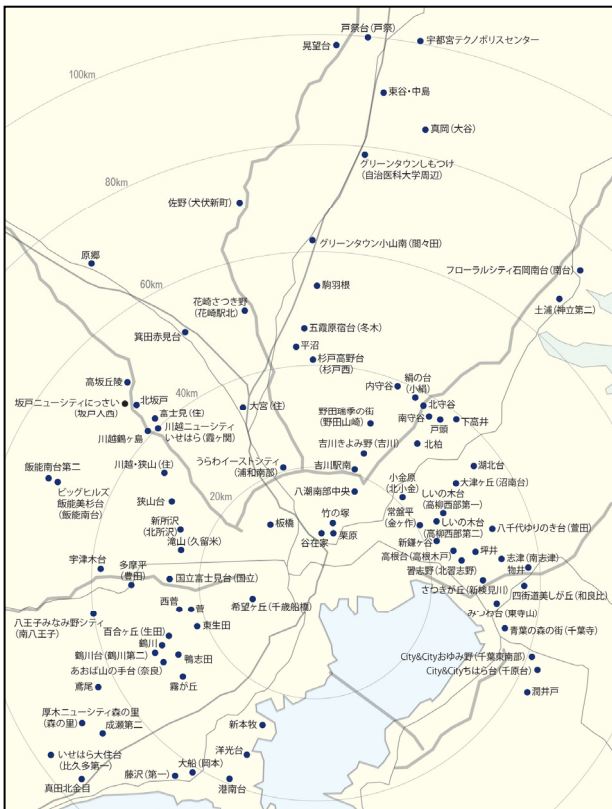 戸祭台（戸祭）
宇都宮テクノポリスセンター
晃望台
100km
東谷・中島
真岡（大谷）
グリーンタウンしもつけ
（自治医科大学周辺）
80km
佐野（犬伏新町）
グリーンタウン小山南（間々田）
原郷
フローラルシティ石岡南台（南台）
60km
駒羽根
土浦（神立第二）
花崎さつき野
（花崎駅北）
五霞原宿台（冬木）
箕田赤見台
平沼
杉戸高野台
（杉戸西）
高坂丘陵
40km
内守谷
絹の台
（小絹）
坂戸ニューシティにっさい
（坂戸入西）
北坂戸
大宮（住）
北守谷
富士見（住）
野田瑞季の街
（野田山崎）
南守谷
戸頭
下高井
川越ニューシティ
いせはら（霞ヶ関）
川越鶴ヶ島
吉川きよみ野（吉川）
北柏
川越・狭山（住）
うらわイーストシティ
（浦和南部）
吉川駅南
湖北台
飯能南台第二
小金原
（北小金）
大津ヶ丘（沼南台）
ビッグヒルズ
飯能美杉台
（飯能南台）
20km
八潮南部中央
しいの木台
（高柳西部第一）
狭山台
常盤平
（金ヶ作）
しいの木台
（高柳西部第二）
新所沢
（北所沢）
板橋
竹の塚
八千代ゆりのき台（萱田）
谷在家
栗原
新鎌ヶ谷
滝山（久留米）
高根台（高根木戸）
坪井
志津（南志津）
宇津木台
習志野（北習志野）
物井
多摩平
（豊田）
国立富士見台（国立）
さつきが丘（新検見川）
四街道美しが丘（和良比）
西菅
菅
希望ヶ丘（千歳船橋）
みつわ台（東寺山）
八王子みなみ野シティ
（南八王子）
東生田
青葉の森の街（千葉寺）
百合ヶ丘（生田）
鶴川
鶴川台（鶴川第二）
鴨志田
City&Cityおゆみ野（千葉東南部）
あおば山の手台（奈良）
City&Cityちはら台（千原台）
鳶尾
霧が丘
潤井戸
厚木ニューシティ森の里
（森の里）
成瀬第二
新本牧
いせはら大住台
（比久多第一）
洋光台
大船（岡本）
藤沢（第一）
真田北金目
港南台